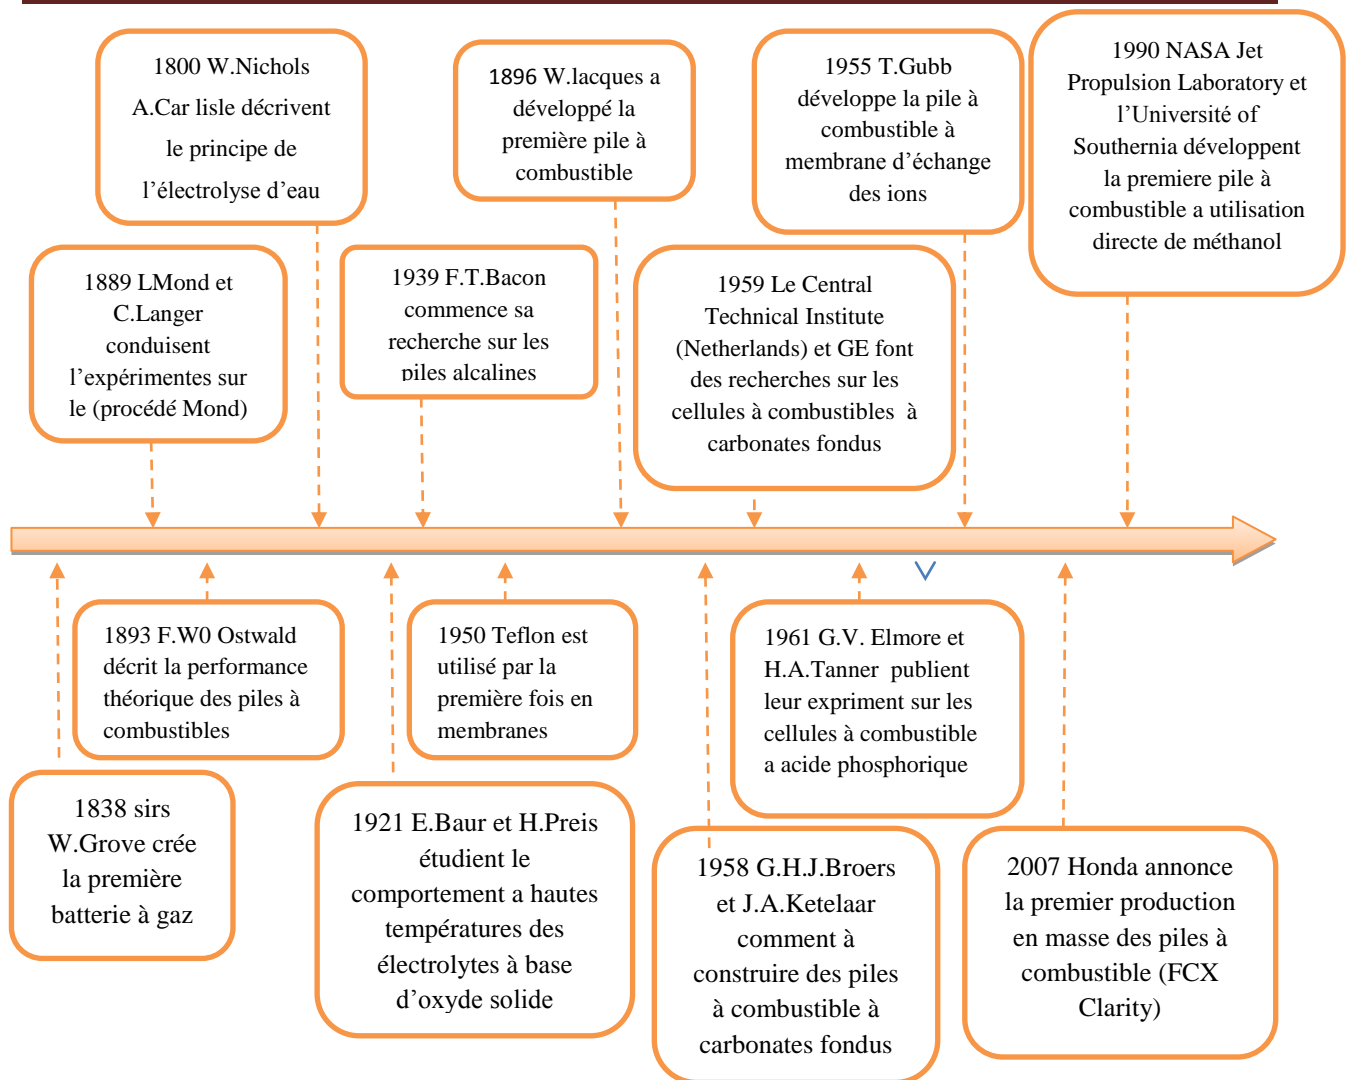 1800 W.Nichols
A.Car lisle décrivent
le principe de
l’électrolyse d’eau
1896 W.lacques a
développé la
première pile à
combustible
1955 T.Gubb
développe la pile à
combustible à
membrane d’échange
des ions
1990 NASA Jet
Propulsion Laboratory et
l’Université of
Southernia développent
la premiere pile à
combustible a utilisation
directe de méthanol
1889 LMond et
C.Langer
conduisent
l’expérimentes sur
le (procédé Mond)
1939 F.T.Bacon
commence sa
recherche sur les
piles alcalines
1959 Le Central
Technical Institute
(Netherlands) et GE font
des recherches sur les
cellules à combustibles à
carbonates fondus
1893 F.W0 Ostwald
décrit la performance
théorique des piles à
combustibles
1950 Teflon est
utilisé par la
première fois en
membranes
1961 G.V. Elmore et
H.A.Tanner publient
leur expriment sur les
cellules à combustible
a acide phosphorique
1838 sirs
W.Grove crée
la première
batterie à gaz
1921 E.Baur et H.Preis
étudient le
comportement a hautes
températures des
électrolytes à base
d’oxyde solide
1958 G.H.J.Broers
et J.A.Ketelaar
comment à
construire des piles
à combustible à
carbonates fondus
2007 Honda annonce
la premier production
en masse des piles à
combustible (FCX
Clarity)